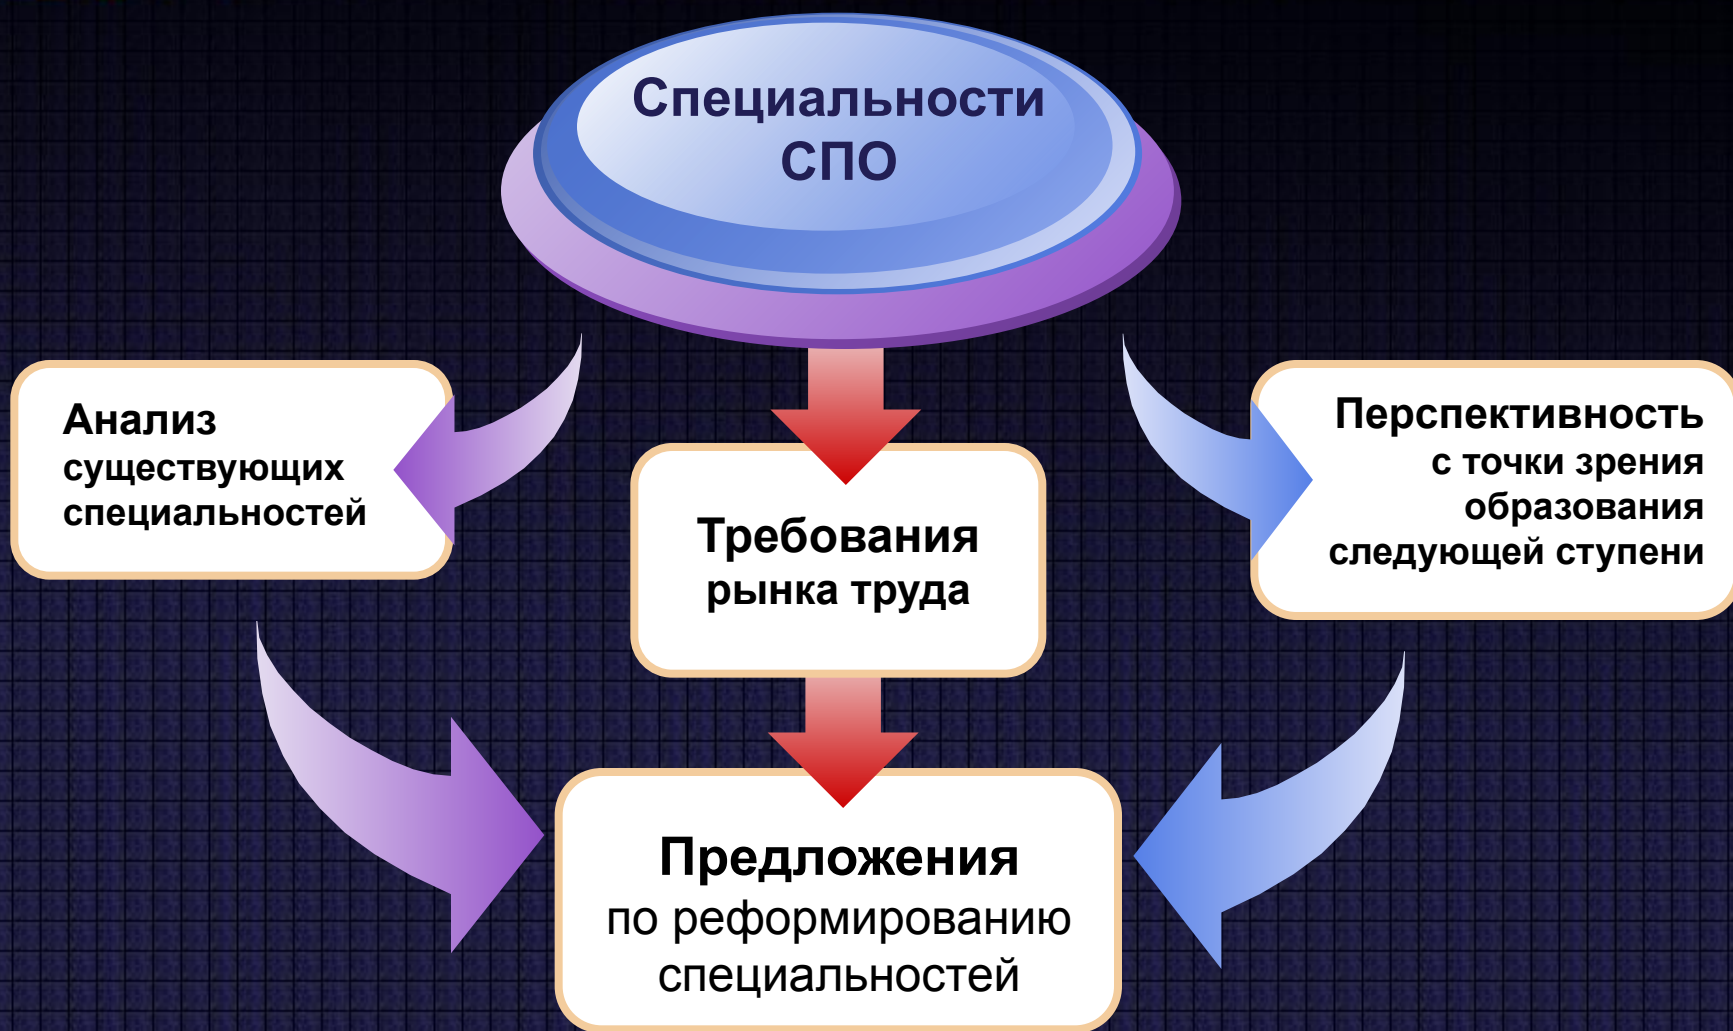 Специальности
СПО
Анализ
существующих
специальностей
Требования
рынка труда
Перспективность
с точки зрения
образования
следующей ступени
Предложения
по реформированию
специальностей